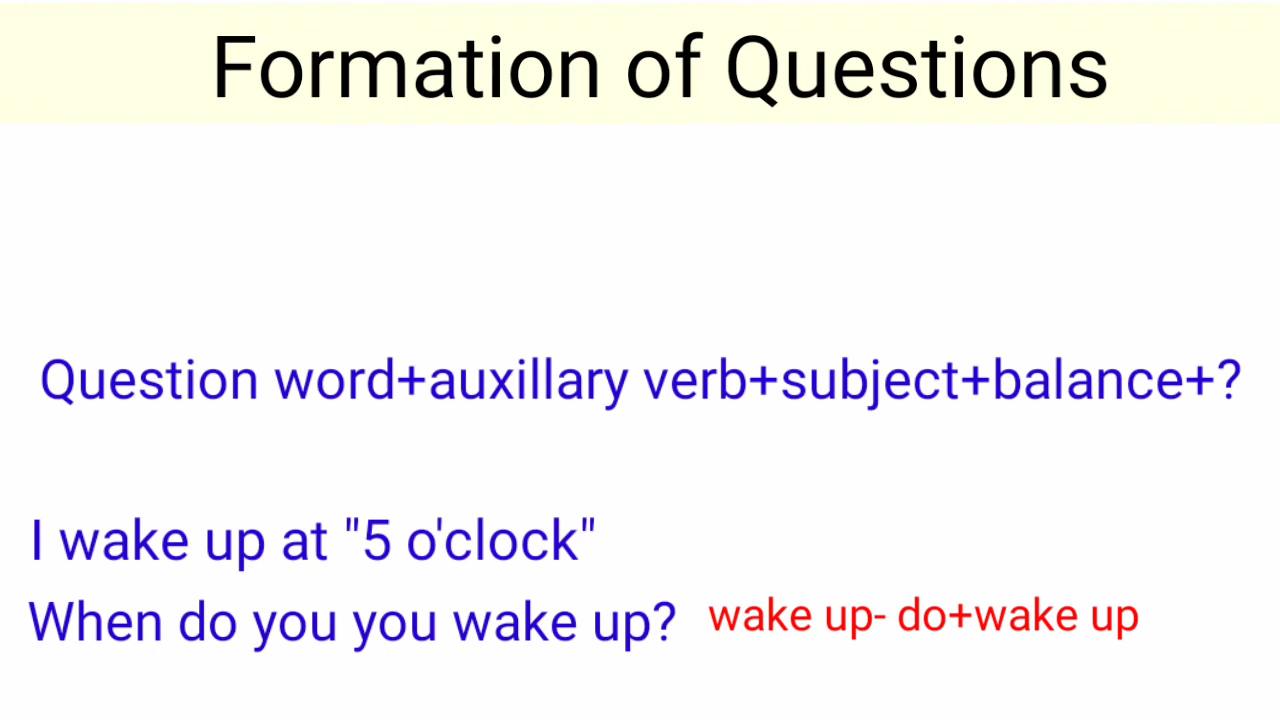 Formation of Questions
Question word+auxillary verb+subject+balance+?
I wake up at "5 o'clock"
When do you you wake up? wake up- do+wake up